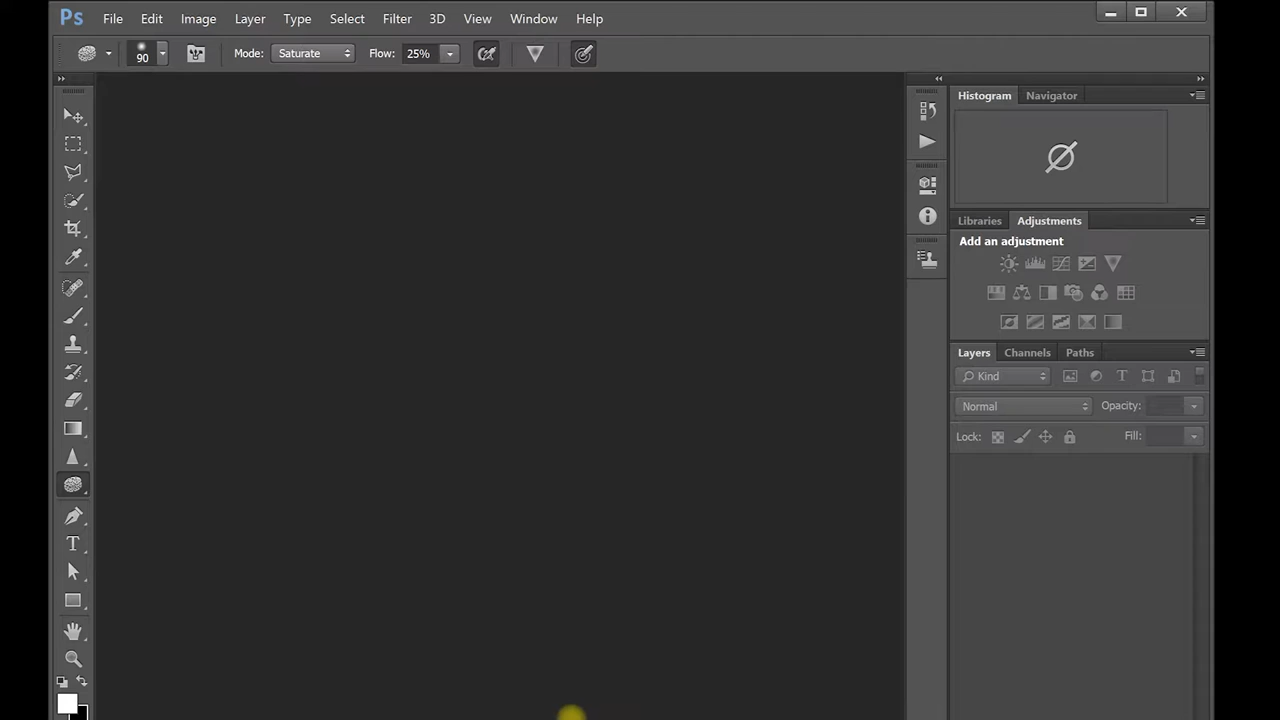 Ps File Edit Image Layer Type Select Filter 3D View Window Help
90 Mode: Saturate Flow: 25%
Histogram Navigator
Libraries Adjustments
Add an adjustment
Layers Channels Paths
Kind
Normal Opacity:
Lock: Fill: